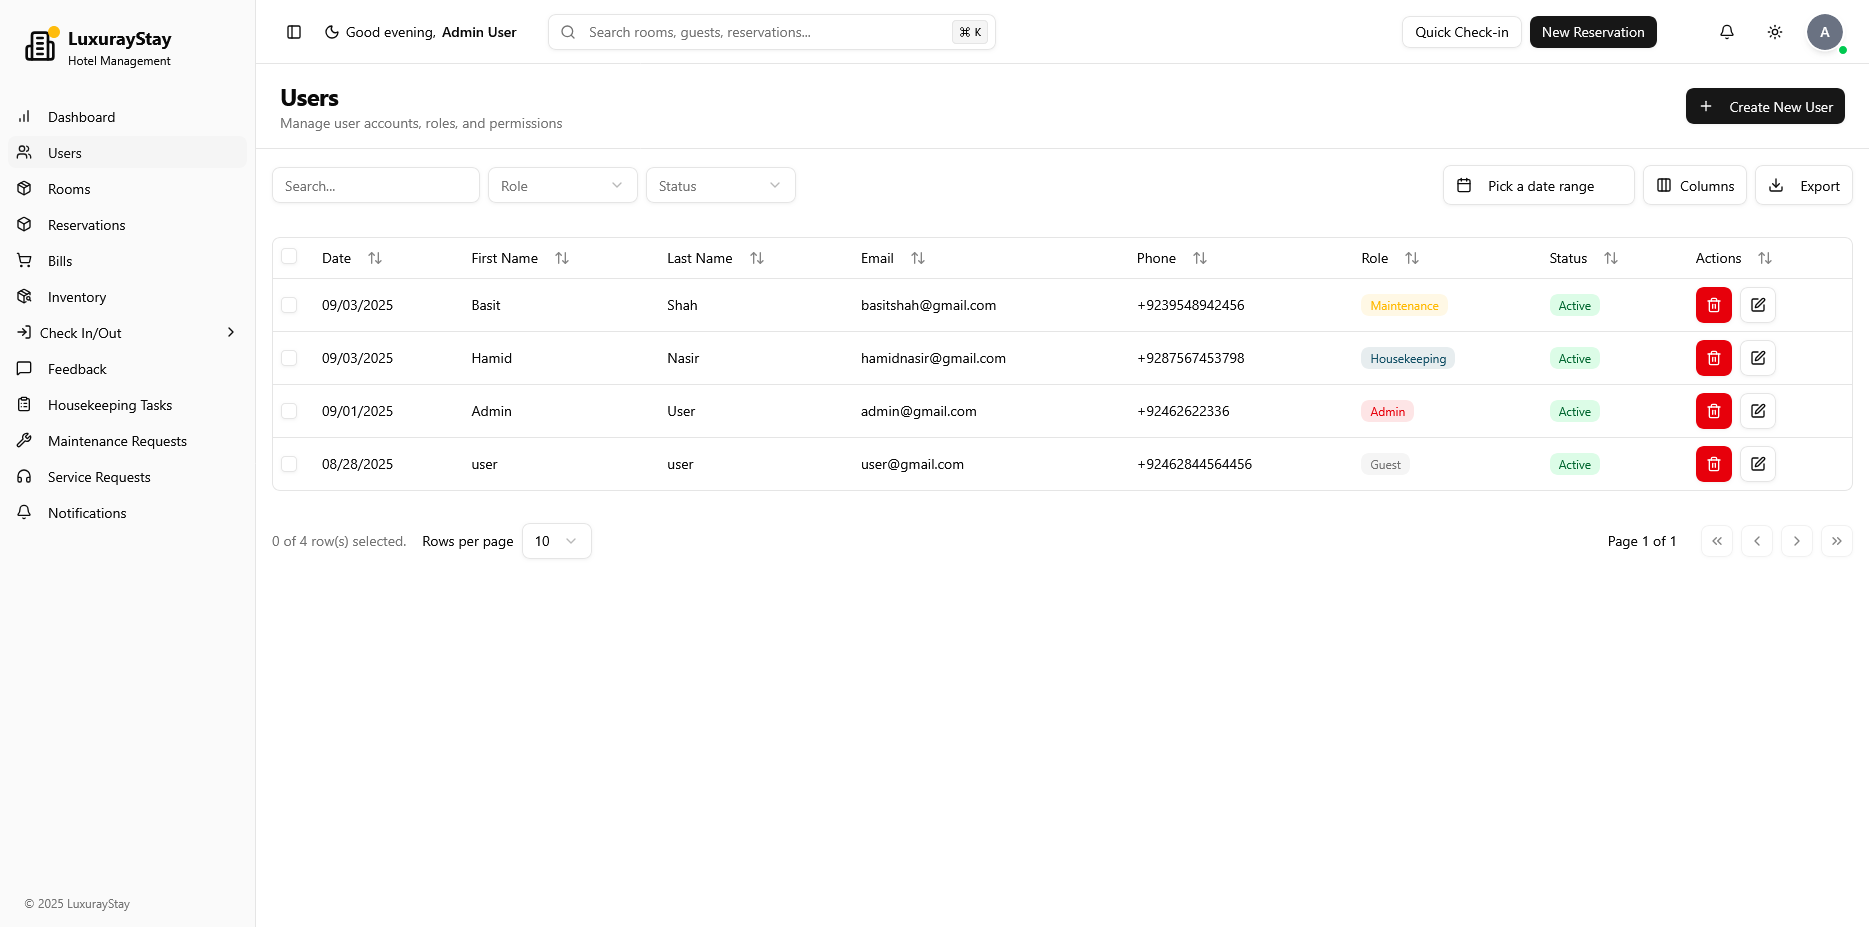 LuxurayStay
Hotel Management
Dashboard
Users
Rooms
Reservations
Bills
Inventory
Check In/Out
Feedback
Housekeeping Tasks
Maintenance Requests
Service Requests
Notifications
© 2025 LuxurayStay
Good evening, Admin User
Search rooms, guests, reservations...
⌘ K
Quick Check-in
New Reservation
A
Users
Manage user accounts, roles, and permissions
Create New User
Search...
Role
Status
Pick a date range
Columns
Export
Date First Name Last Name Email Phone Role Status Actions
09/03/2025 Basit Shah basitshah@gmail.com +9239548942456 Maintenance Active
09/03/2025 Hamid Nasir hamidnasir@gmail.com +9287567453798 Housekeeping Active
09/01/2025 Admin User admin@gmail.com +92462622336 Admin Active
08/28/2025 user user user@gmail.com +92462844564456 Guest Active
0 of 4 row(s) selected.
Rows per page
10
Page 1 of 1